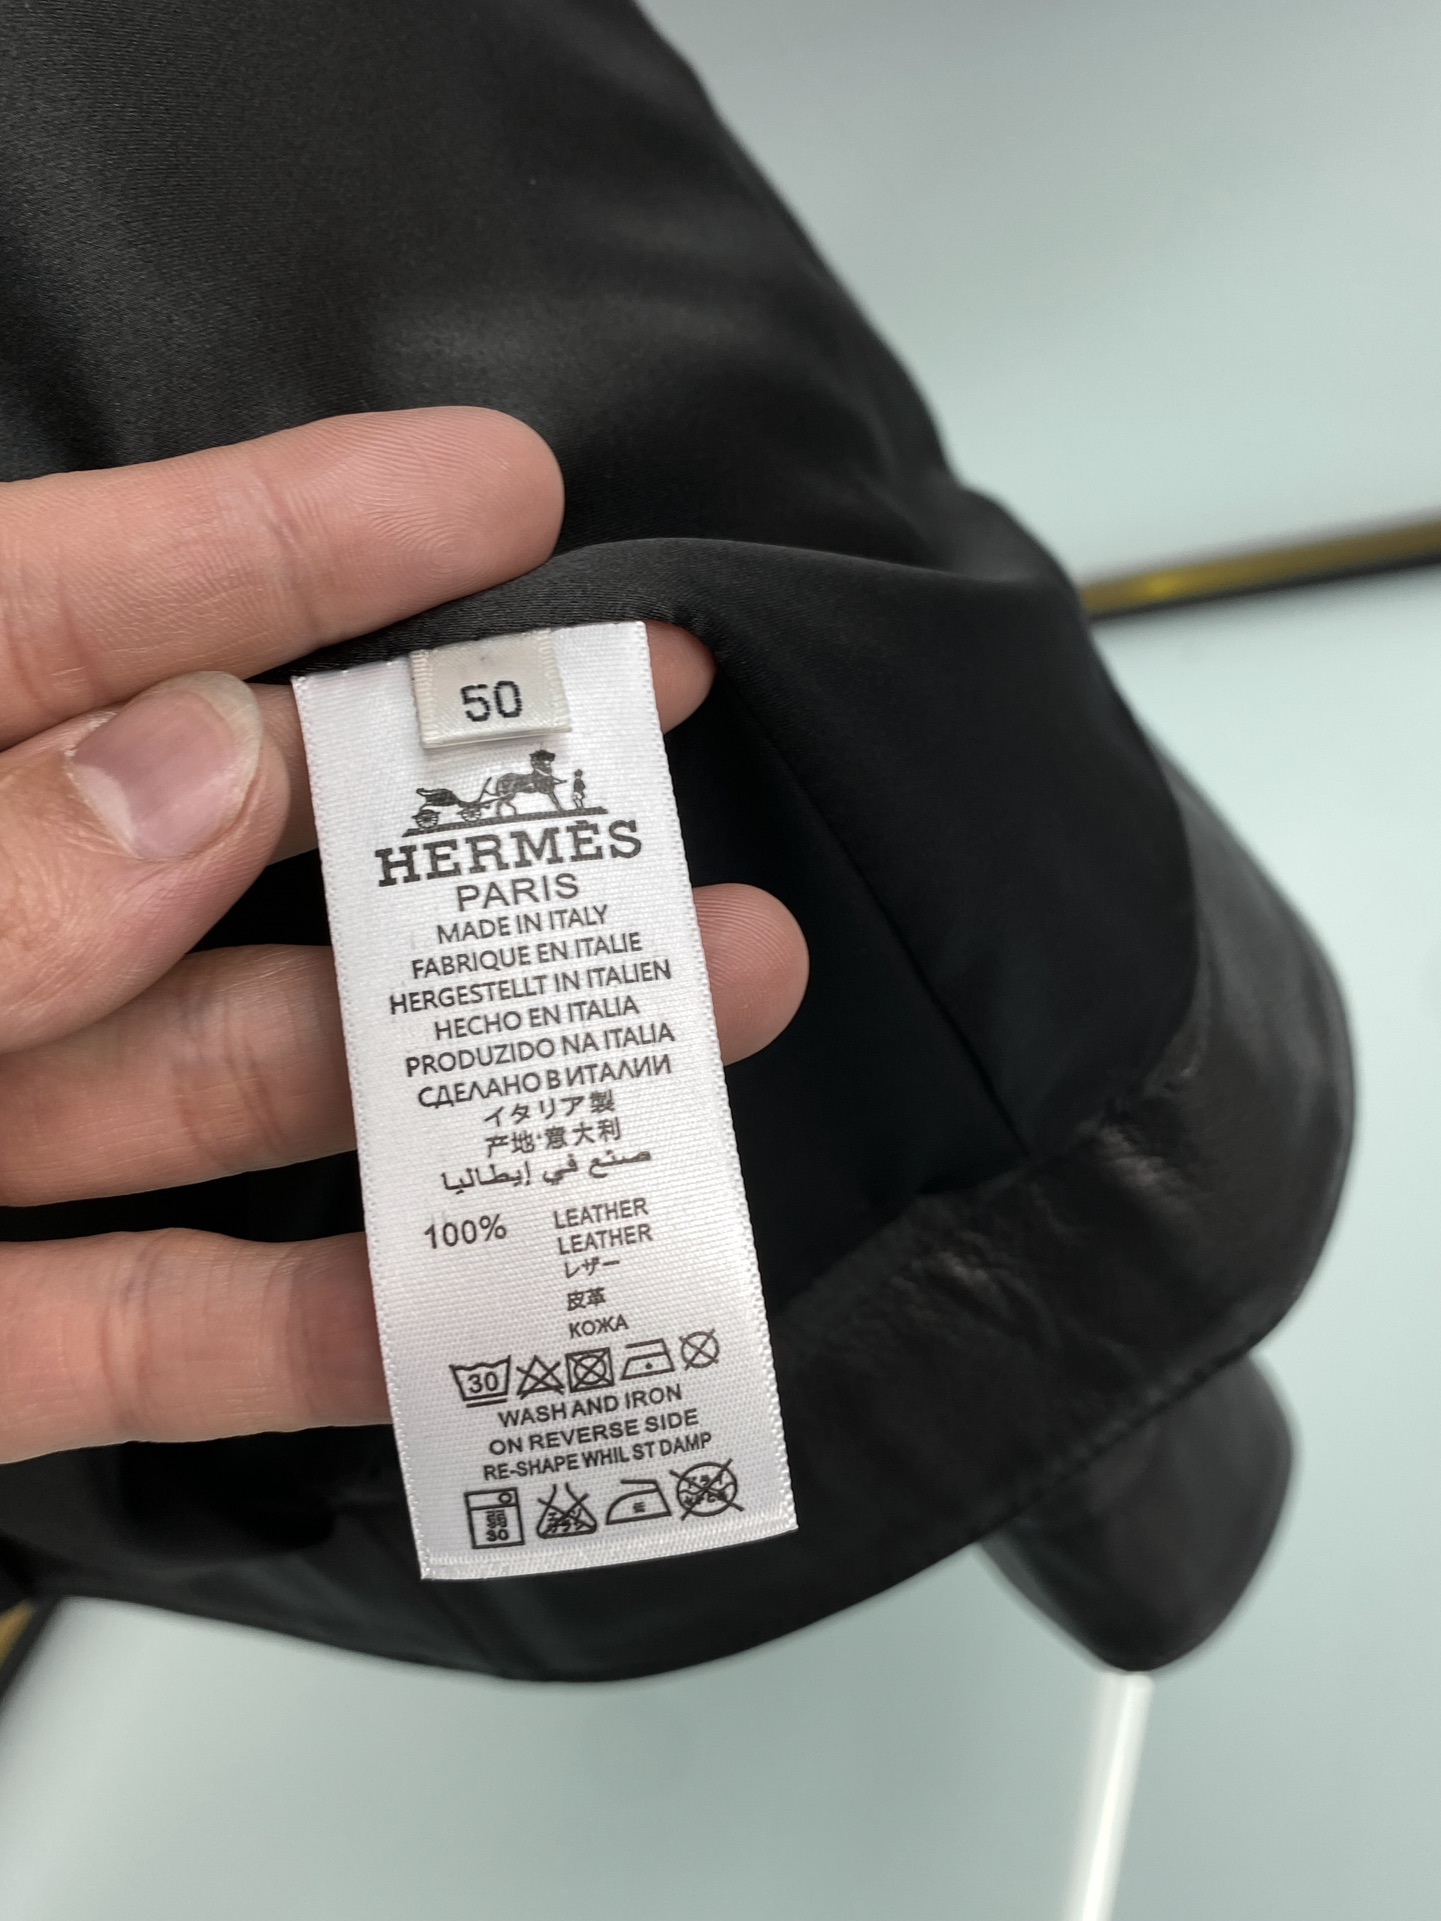 50
HERMÈS
PARIS
MADE IN ITALY
FABRIQUE EN ITALIE
HERGESTELLT IN ITALIEN
HECHO EN ITALIA
PRODUZIDO NA ITALIA
СДЕЛАНО В ИТАЛИИ
イタリア製
产地·意大利
صنع في إيطاليا
100% LEATHER
LEATHER
レザー
皮革
КОЖА
30
WASH AND IRON
ON REVERSE SIDE
RE-SHAPE WHILST DAMP